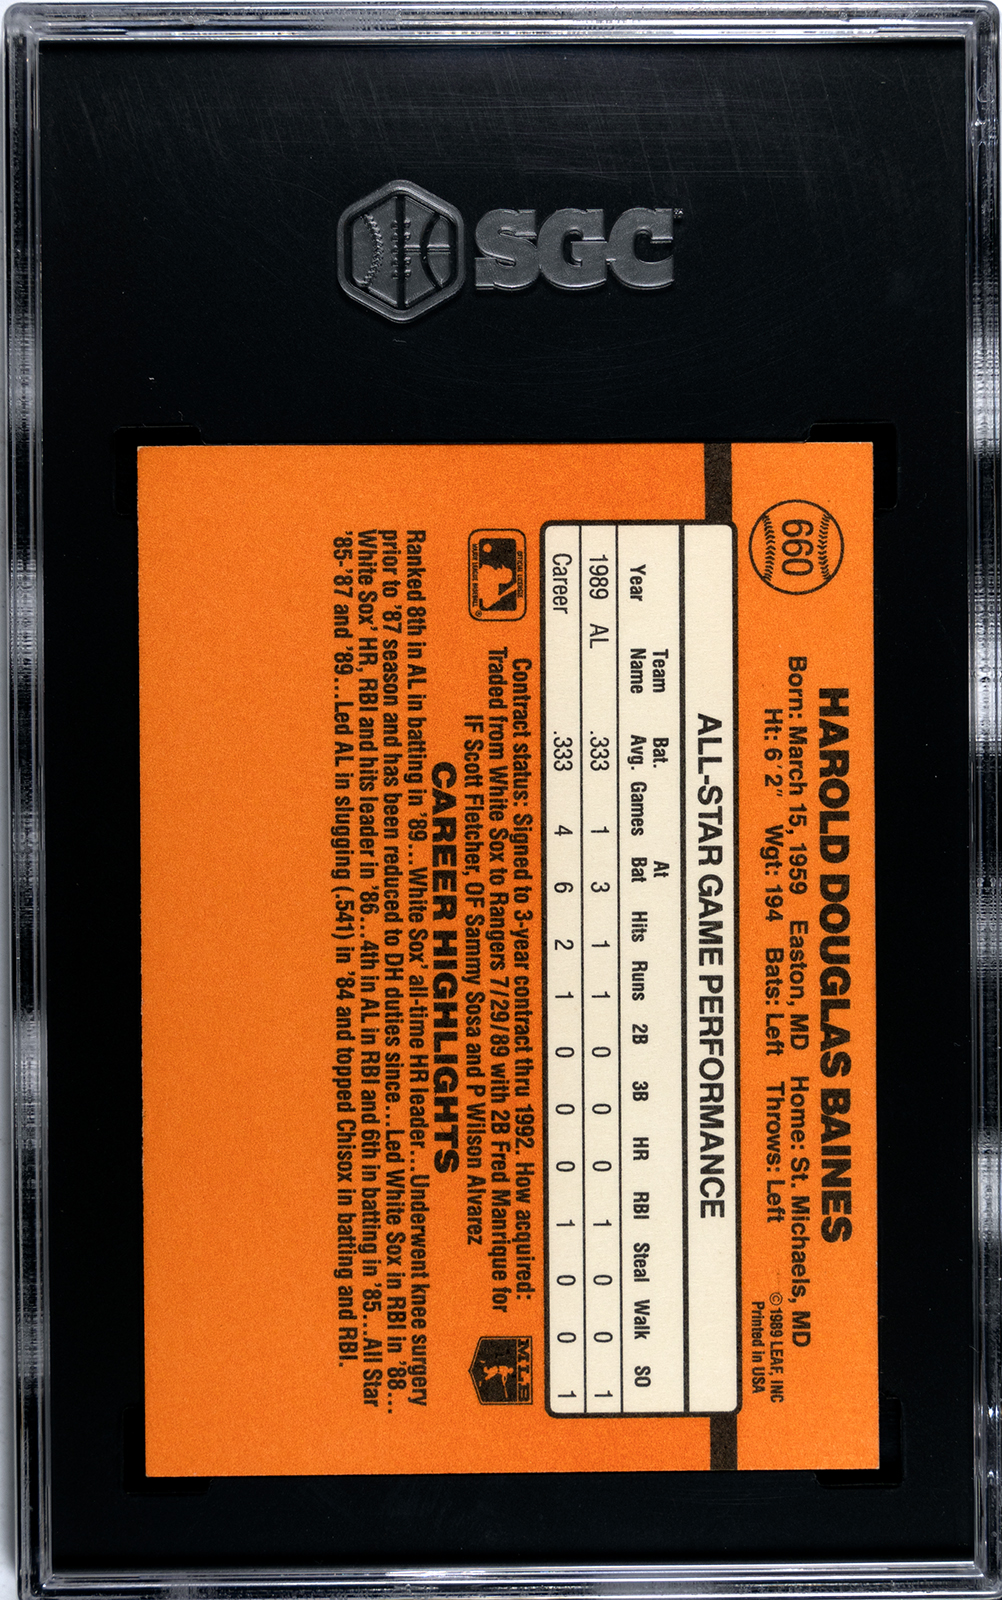 SGC™
660
HAROLD DOUGLAS BAINES
Born: March 15, 1959 Easton, MD Home: St. Michaels, MD
Ht: 6'2" Wgt: 194 Bats: Left Throws: Left
© 1989 LEAF, INC
Printed in USA
ALL-STAR GAME PERFORMANCE
Year Team Name Bat. Avg. Games At Bat Hits Runs 2B 3B HR RBI Steal Walk SO
1989 AL .333 1 3 1 1 0 0 0 1 0 0 1
Career .333 4 6 2 1 0 0 0 1 0 0 1
Contract status: Signed to 3-year contract thru 1992. How acquired:
Traded from White Sox to Rangers 7/29/89 with 2B Fred Manrique for
IF Scott Fletcher, OF Sammy Sosa and P Wilson Alvarez
MLB
CAREER HIGHLIGHTS
Ranked 8th in AL in batting in '89...White Sox' all-time HR leader...Underwent knee surgery
prior to '87 season and has been reduced to DH duties since...Led White Sox in RBI in '88...
White Sox' HR, RBI and hits leader in '86...4th in AL in RBI and 6th in batting in '85...All Star
'85-'87 and '89...Led AL in slugging (.541) in '84 and topped Chisox in batting and RBI.